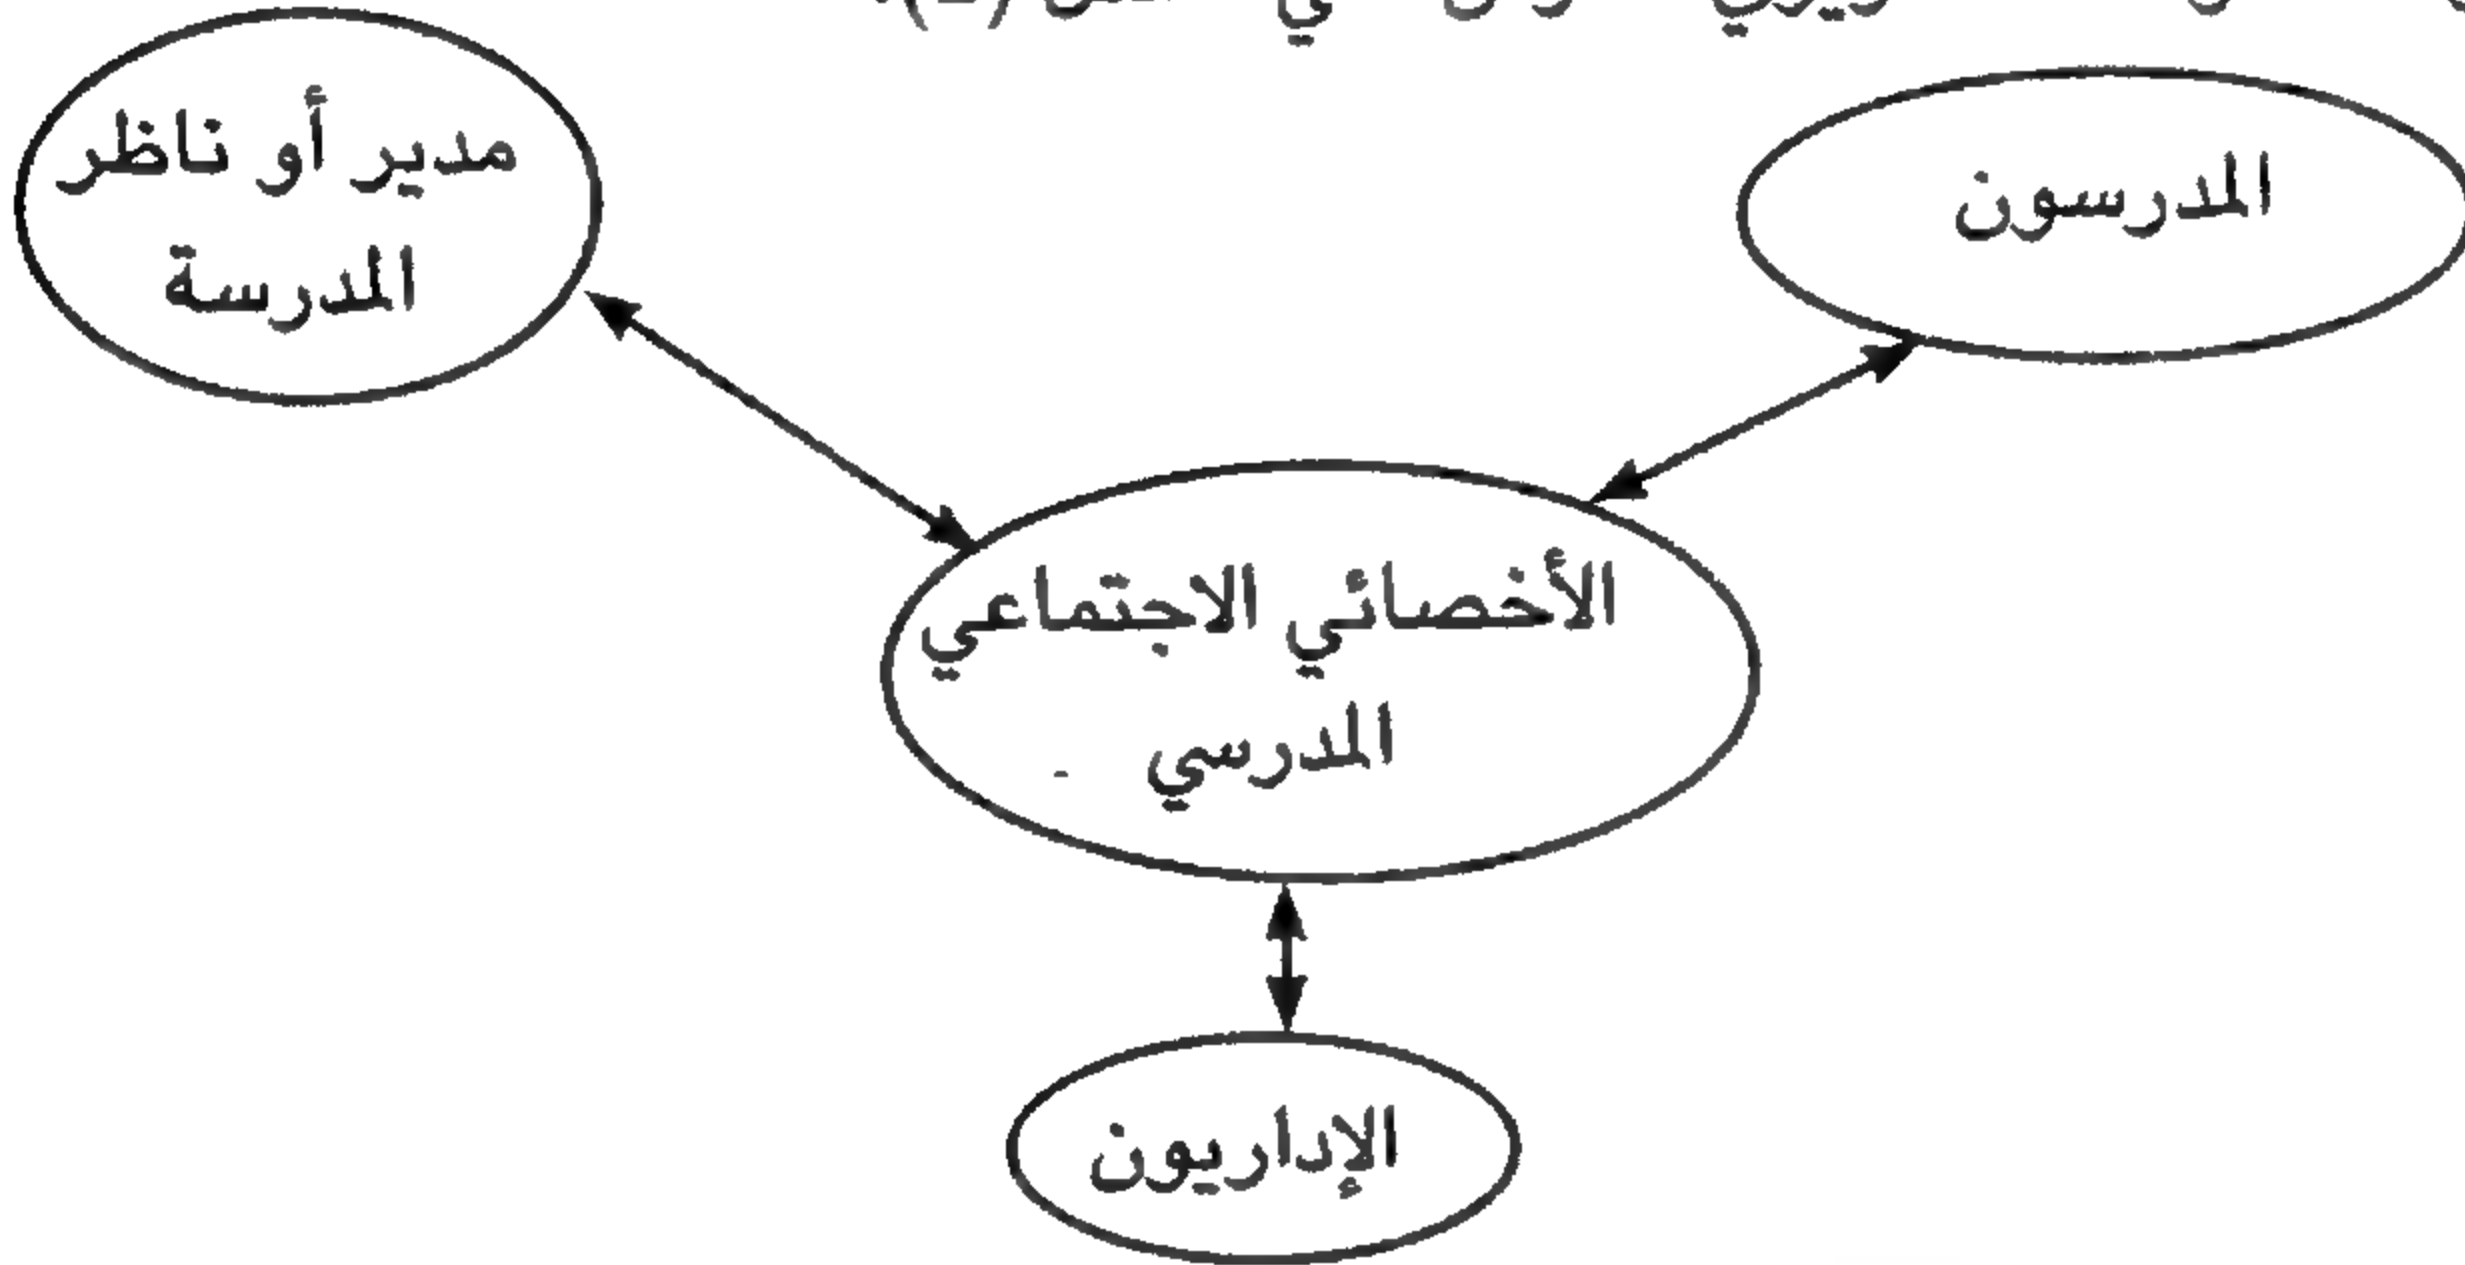 المدرسون
مدير أو ناظر
المدرسة
الأخصائي الاجتماعي
المدرسي
الإداريون